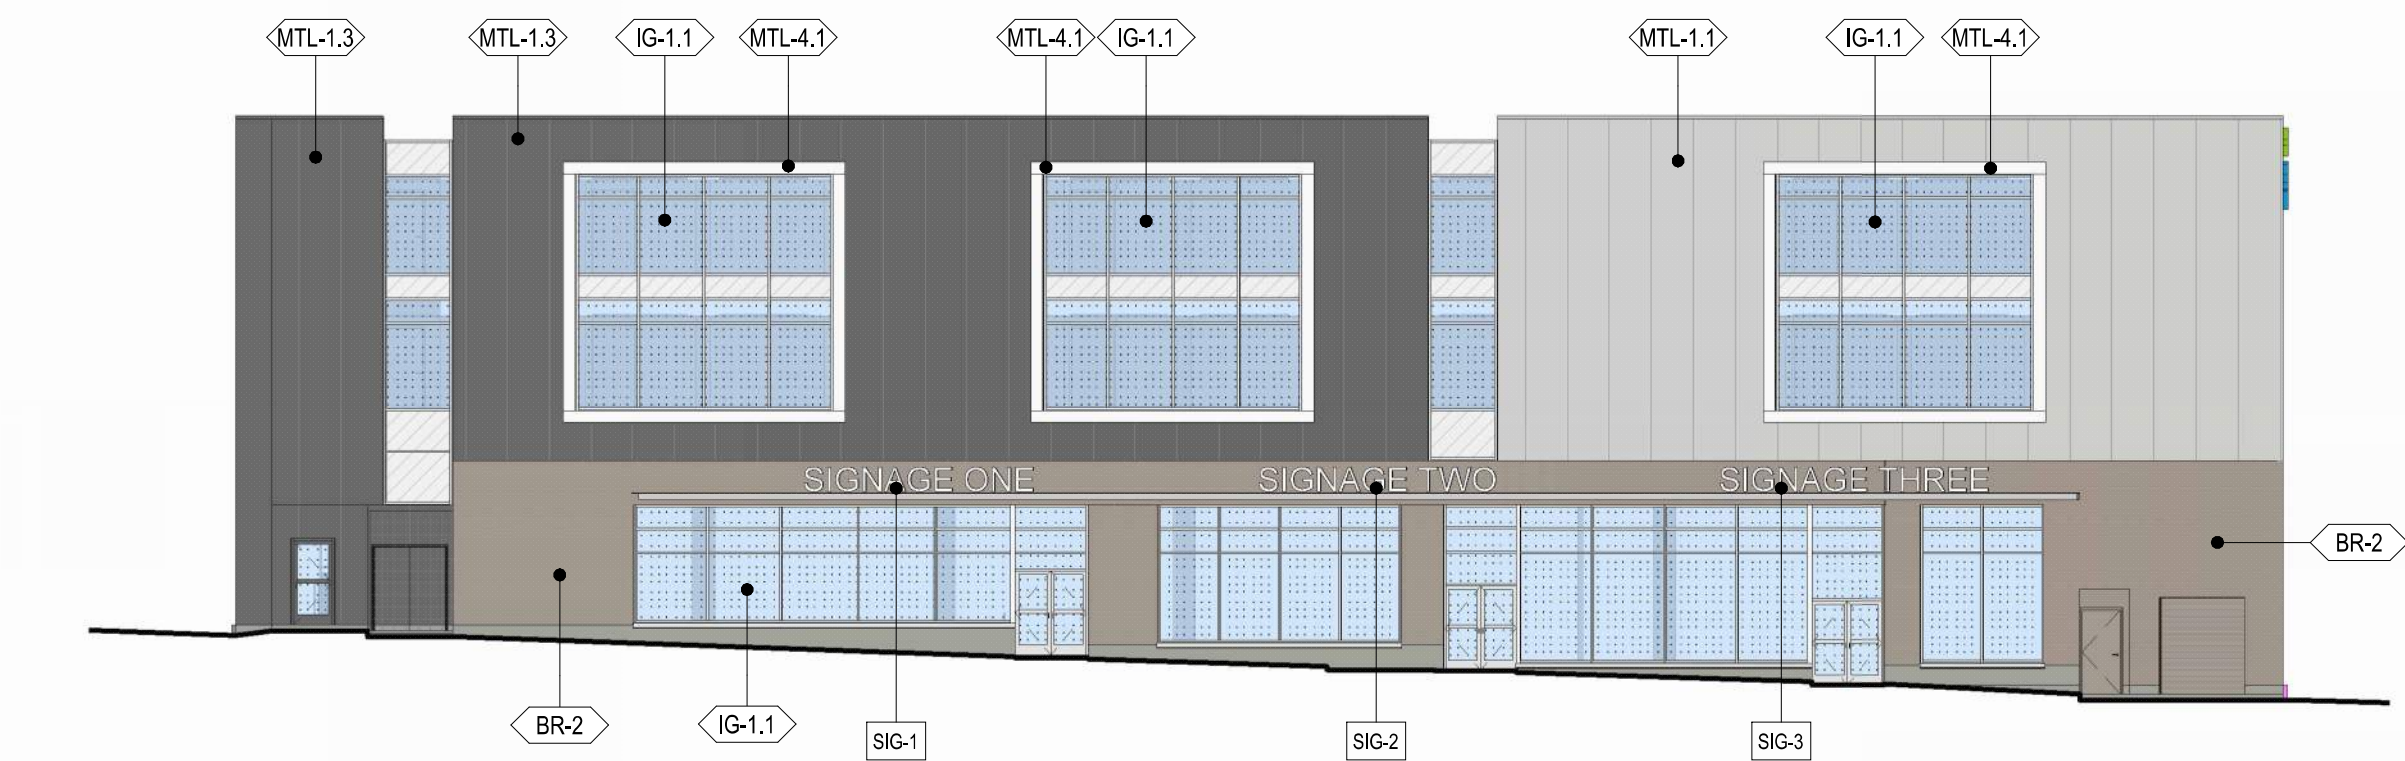 MTL-1.3
MTL-1.3
IG-1.1
MTL-4.1
MTL-4.1
IG-1.1
MTL-1.1
IG-1.1
MTL-4.1
SIGNAGE ONE
SIGNAGE TWO
SIGNAGE THREE
BR-2
BR-2
IG-1.1
SIG-1
SIG-2
SIG-3